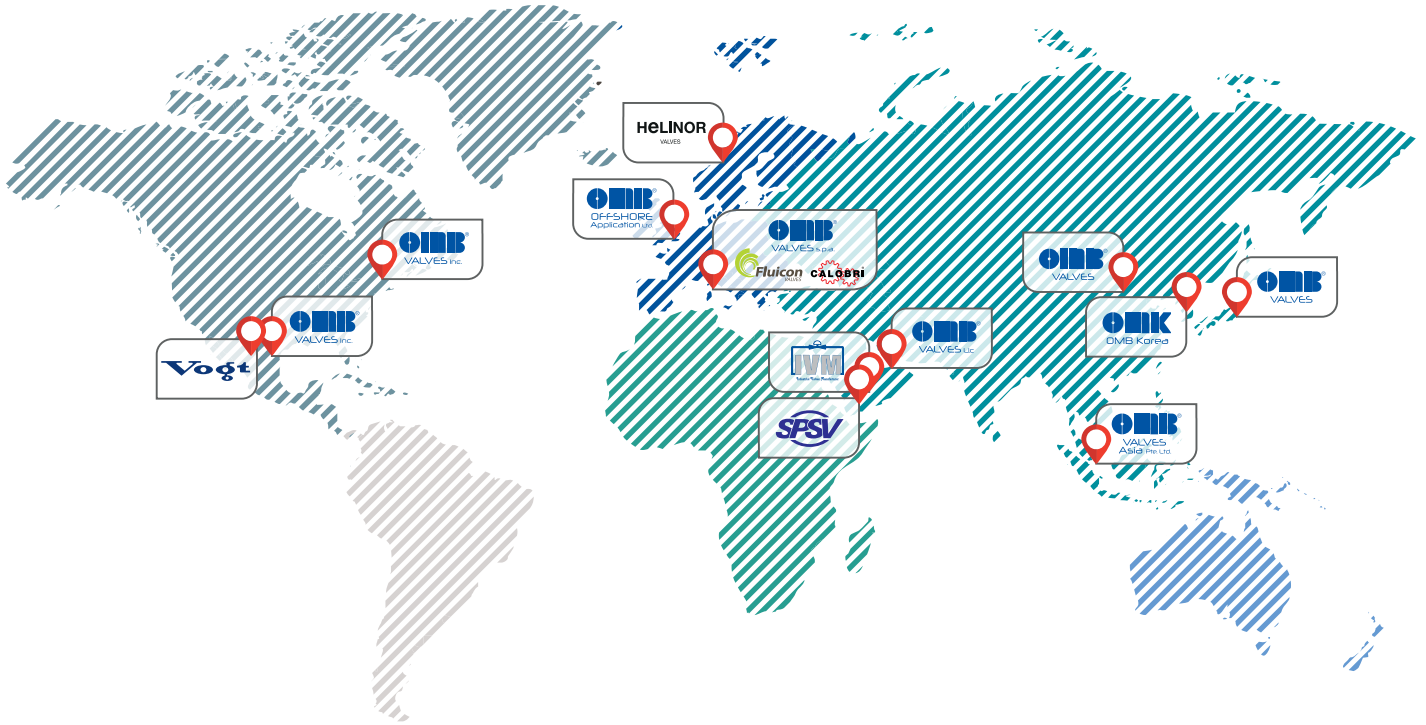 HELINOR
VALVES
OMB®
OFFSHORE
Application Ltd.
OMB®
VALVES s.p.a.
Fluicon
VALVES
CALOBRI
OMB®
VALVES Inc.
OMB®
VALVES Inc.
Vogt
OMB®
VALVES
OMK
OMB Korea
OMB®
VALVES
IVM
OMB®
VALVES LLC
SPSV
OMB®
VALVES
Asia Pte. Ltd.